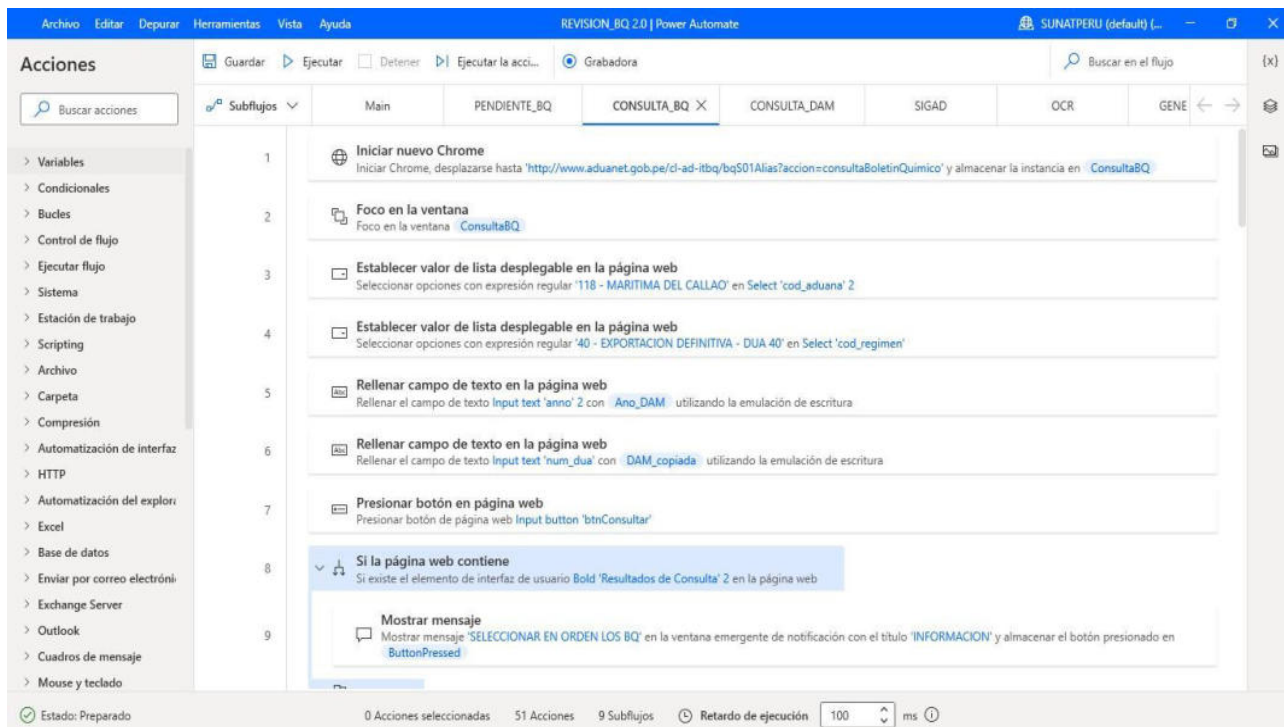 Archivo Editar Depurar Herramientas Vista Ayuda REVISION_BQ 2.0 | Power Automate SUNATPERU (default) (...
Acciones Guardar Ejecutar Detener Ejecutar la acci... Grabadora Buscar en el flujo {x}
Buscar acciones Subflujos Main PENDIENTE_BQ CONSULTA_BQ CONSULTA_DAM SIGAD OCR GENE
Variables
Condicionales
Bucles
Control de flujo
Ejecutar flujo
Sistema
Estación de trabajo
Scripting
Archivo
Carpeta
Compresión
Automatización de interfaz
HTTP
Automatización del explora
Excel
Base de datos
Enviar por correo electróni
Exchange Server
Outlook
Cuadros de mensaje
Mouse y teclado
1 Iniciar nuevo Chrome
Iniciar Chrome, desplazarse hasta 'http://www.aduanet.gob.pe/cl-ad-itbq/bqS01Alias?accion=consultaBoletinQuimico' y almacenar la instancia en ConsultaBQ
2 Foco en la ventana
Foco en la ventana ConsultaBQ
3 Establecer valor de lista desplegable en la página web
Seleccionar opciones con expresión regular '118 - MARITIMA DEL CALLAO' en Select 'cod_aduana' 2
4 Establecer valor de lista desplegable en la página web
Seleccionar opciones con expresión regular '40 - EXPORTACION DEFINITIVA - DUA 40' en Select 'cod_regimen'
5 Rellenar campo de texto en la página web
Abc Rellenar el campo de texto Input text 'anno' 2 con Ano_DAM utilizando la emulación de escritura
6 Rellenar campo de texto en la página web
Abc Rellenar el campo de texto Input text 'num_dua' con DAM_copiada utilizando la emulación de escritura
7 Presionar botón en página web
Presionar botón de página web Input button 'btnConsultar'
8 Si la página web contiene
Si existe el elemento de interfaz de usuario Bold 'Resultados de Consulta' 2 en la página web
9 Mostrar mensaje
Mostrar mensaje 'SELECCIONAR EN ORDEN LOS BQ' en la ventana emergente de notificación con el título 'INFORMACION' y almacenar el botón presionado en
ButtonPressed
Estado: Preparado 0 Acciones seleccionadas 51 Acciones 9 Subflujos Retardo de ejecución 100 ms